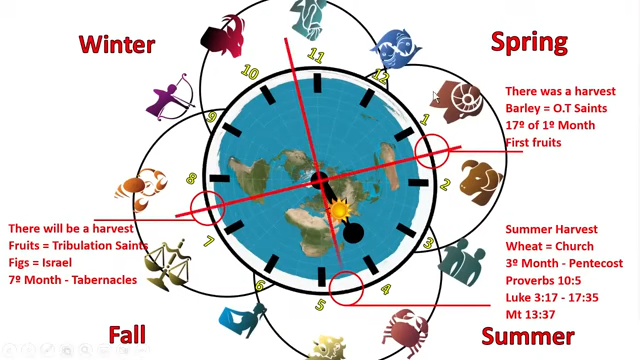 Winter
Spring
11
12
10
There was a harvest
Barley = O.T Saints
17º of 1º Month
First fruits
9
1
8
2
There will be a harvest
Fruits = Tribulation Saints
Figs = Israel
7º Month - Tabernacles
7
3
Summer Harvest
Wheat = Church
3º Month - Pentecost
Proverbs 10:5
Luke 3:17 - 17:35
Mt 13:37
6
5
4
Fall
Summer